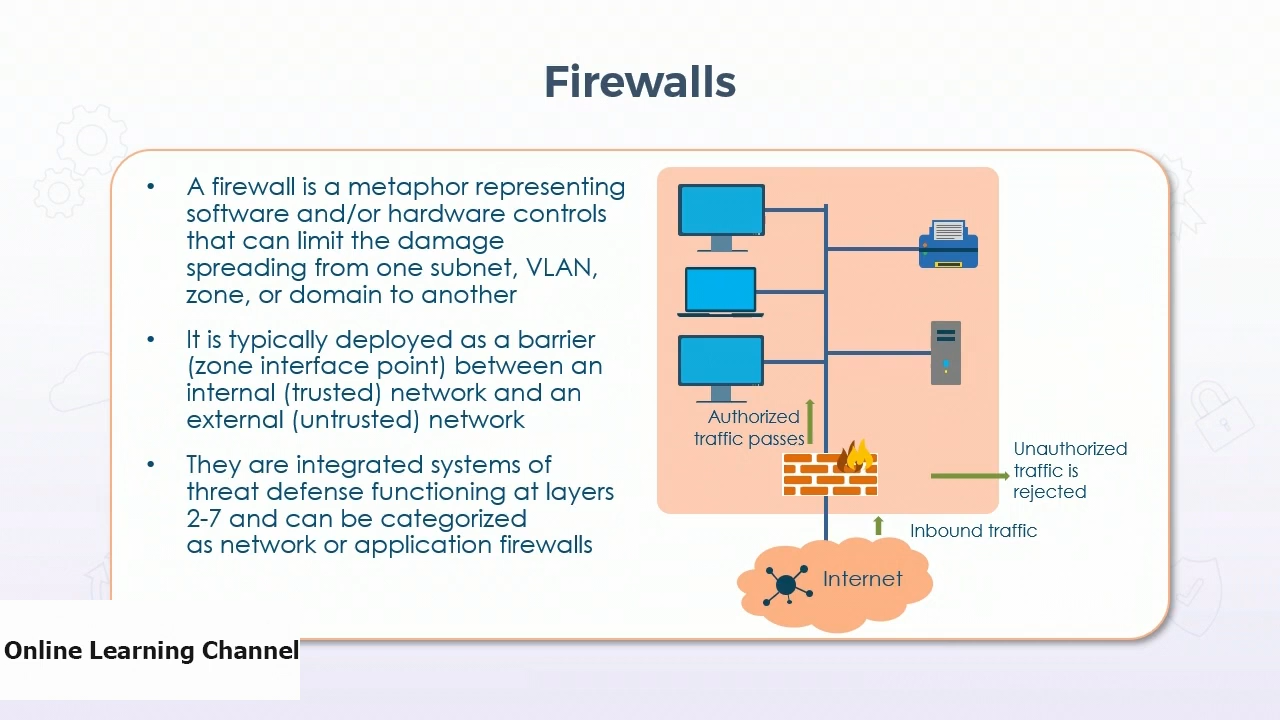 Firewalls
• A firewall is a metaphor representing
software and/or hardware controls
that can limit the damage
spreading from one subnet, VLAN,
zone, or domain to another
• It is typically deployed as a barrier
(zone interface point) between an
internal (trusted) network and an
external (untrusted) network
• They are integrated systems of
threat defense functioning at layers
2-7 and can be categorized
as network or application firewalls
Authorized
traffic passes
Unauthorized
traffic is
rejected
Inbound traffic
Internet
Online Learning Channel